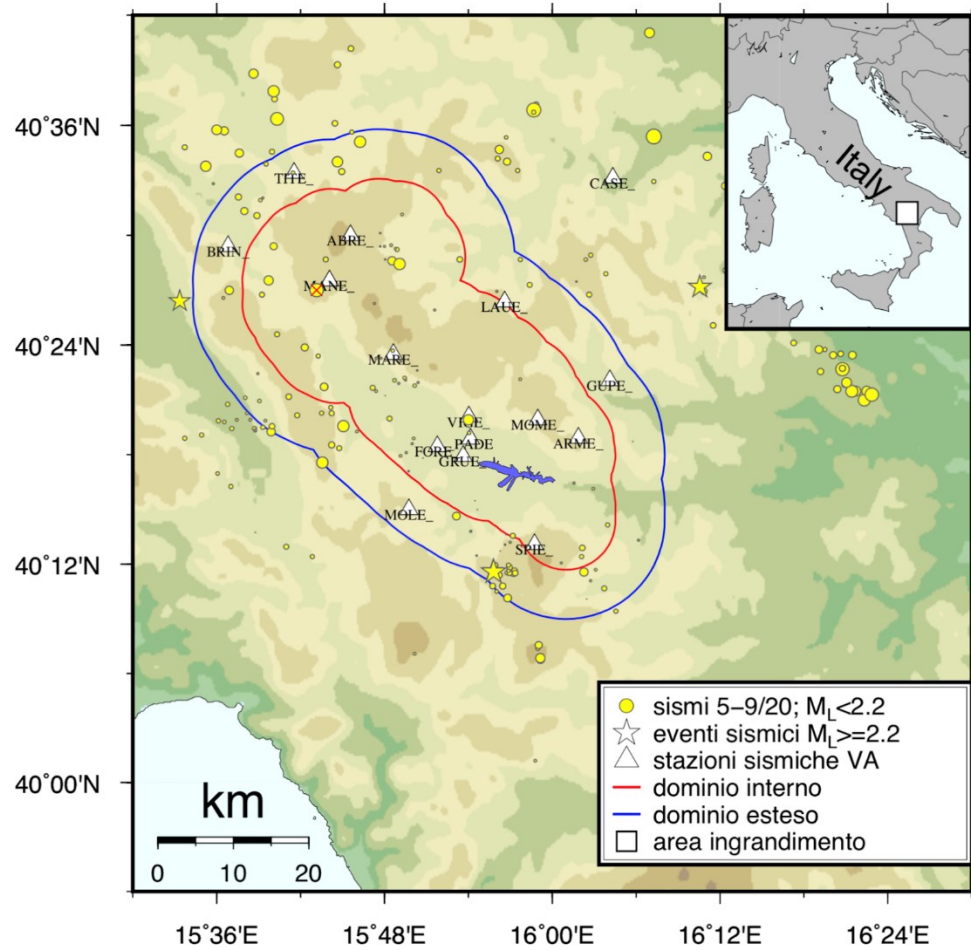 Italy
40°36'N
40°24'N
40°12'N
40°00'N
TITE_
CASE_
BRIN_
ABRE_
MANE_
LAUE_
MARE_
GUPE_
VIGE_
MOME_
PADE
ARME_
FORE
GRUE_
MOLE_
SPIE_
km
0 10 20
sismi 5-9/20; M_L<2.2
eventi sismici M_L>=2.2
stazioni sismiche VA
dominio interno
dominio esteso
area ingrandimento
15°36'E 15°48'E 16°00'E 16°12'E 16°24'E